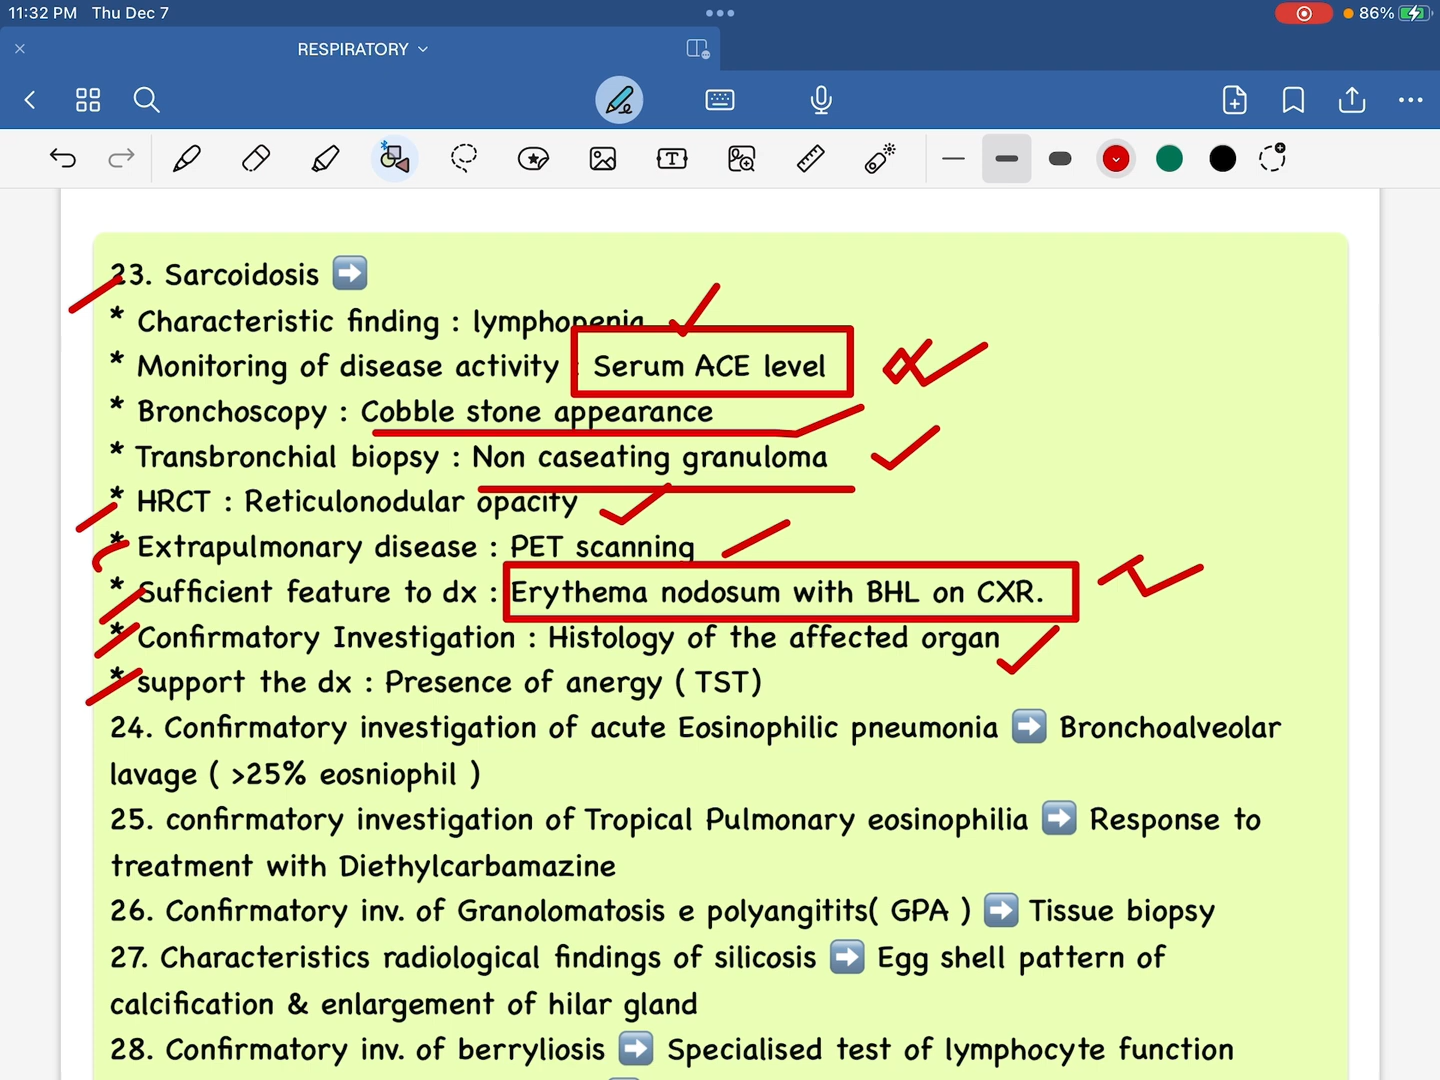 11:32 PM Thu Dec 7
86%
RESPIRATORY
23. Sarcoidosis ➡️
* Characteristic finding : lymphopenia
* Monitoring of disease activity : Serum ACE level
* Bronchoscopy : Cobble stone appearance
* Transbronchial biopsy : Non caseating granuloma
* HRCT : Reticulonodular opacity
* Extrapulmonary disease : PET scanning
* Sufficient feature to dx : Erythema nodosum with BHL on CXR.
* Confirmatory Investigation : Histology of the affected organ
* support the dx : Presence of anergy ( TST)
24. Confirmatory investigation of acute Eosinophilic pneumonia ➡️ Bronchoalveolar
lavage ( >25% eosniophil )
25. confirmatory investigation of Tropical Pulmonary eosinophilia ➡️ Response to
treatment with Diethylcarbamazine
26. Confirmatory inv. of Granolomatosis e polyangitits( GPA ) ➡️ Tissue biopsy
27. Characteristics radiological findings of silicosis ➡️ Egg shell pattern of
calcification & enlargement of hilar gland
28. Confirmatory inv. of berryliosis ➡️ Specialised test of lymphocyte function